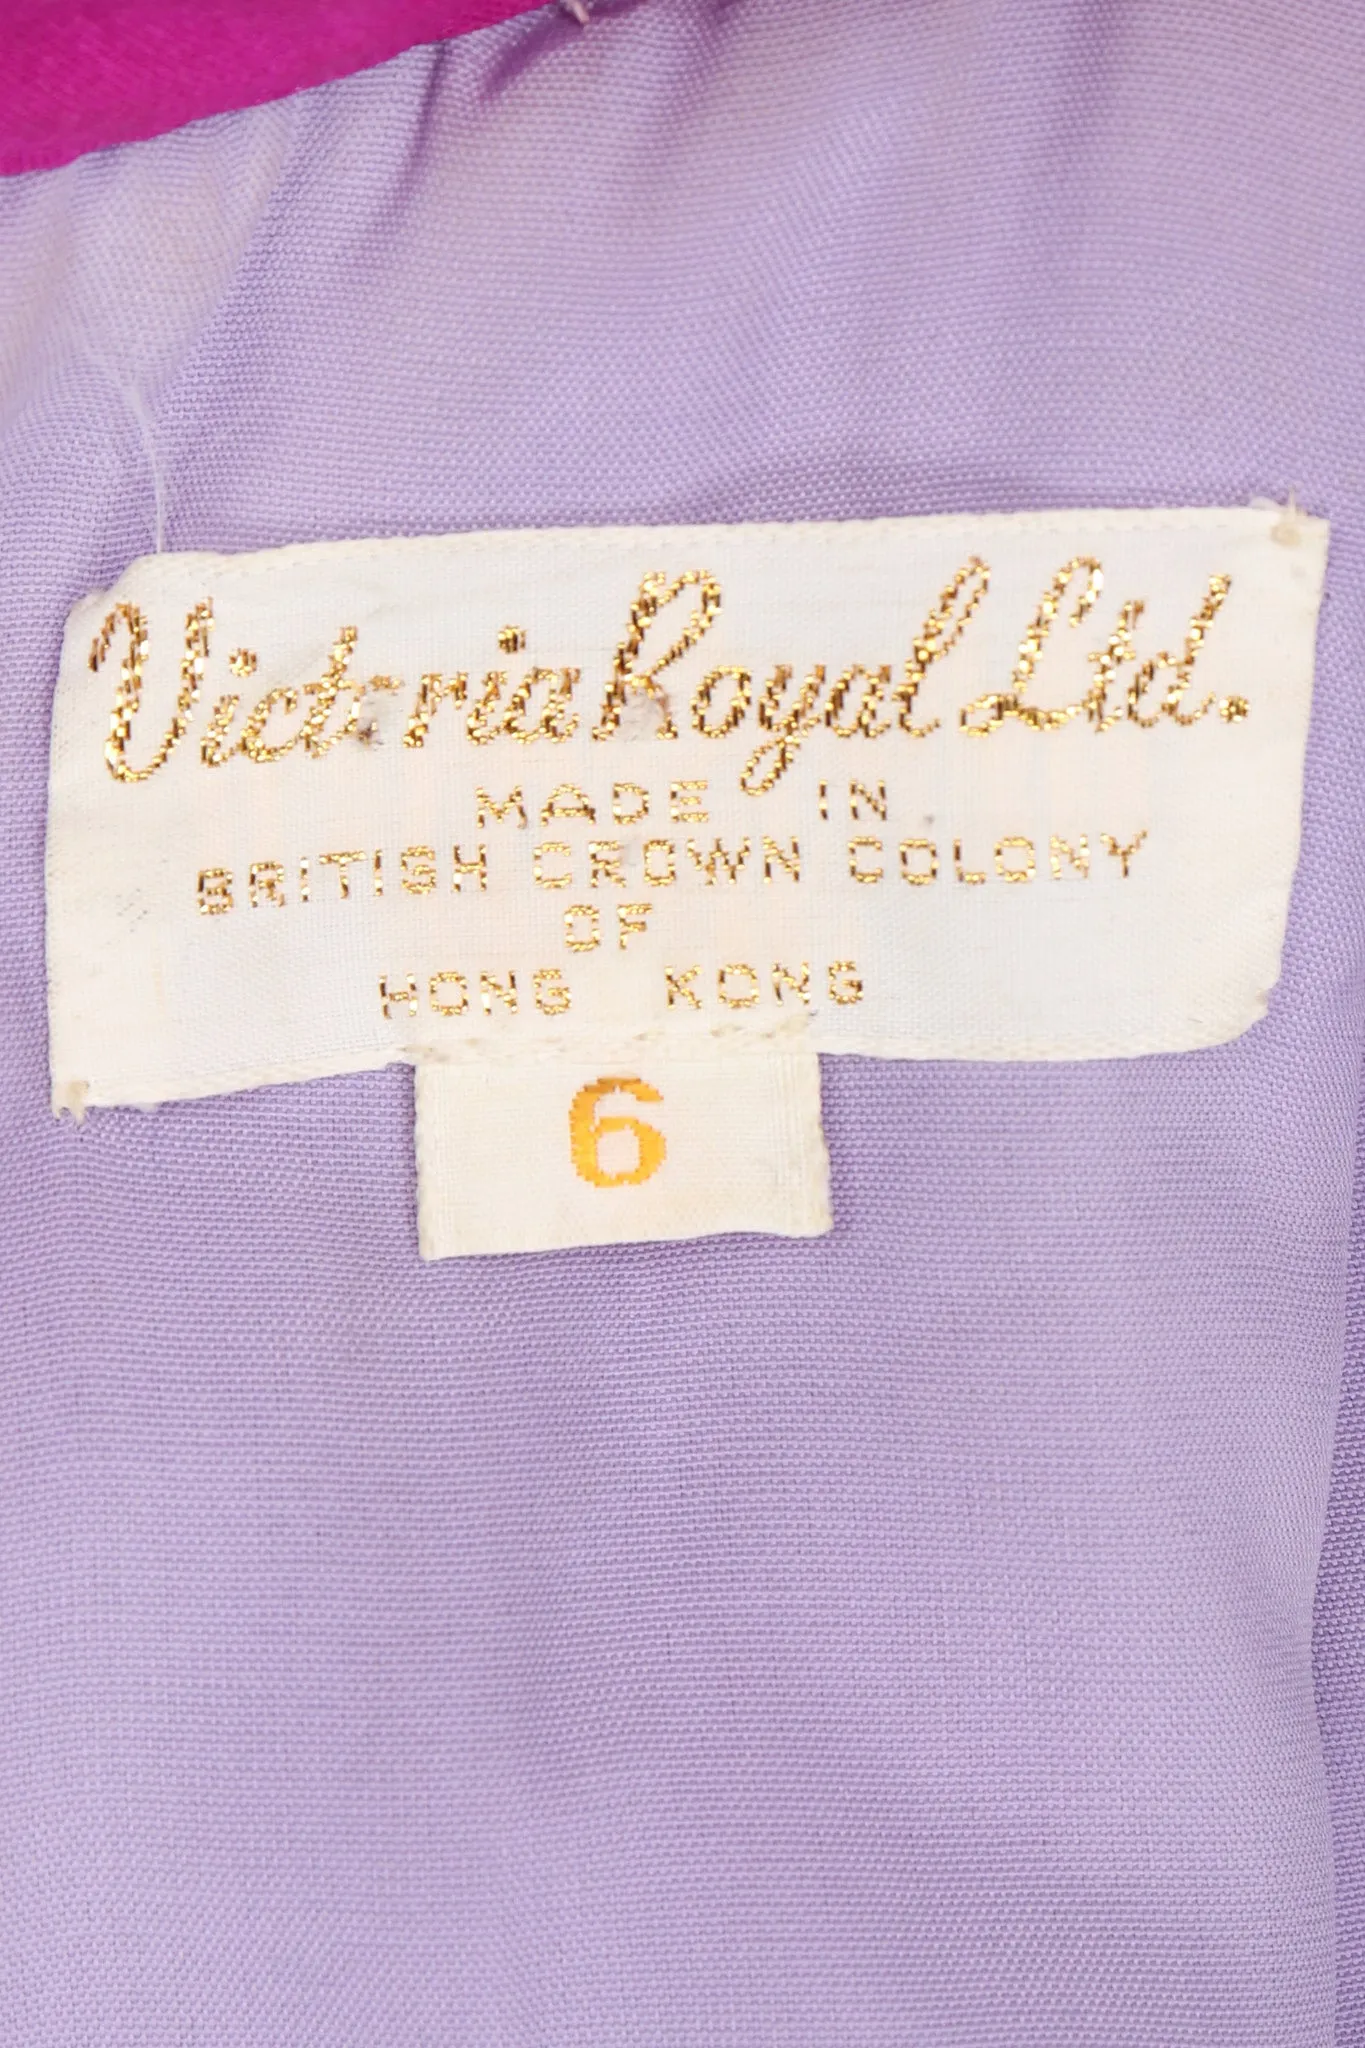 Victoria Royal Ltd.
MADE IN
BRITISH CROWN COLONY
OF
HONG KONG
6